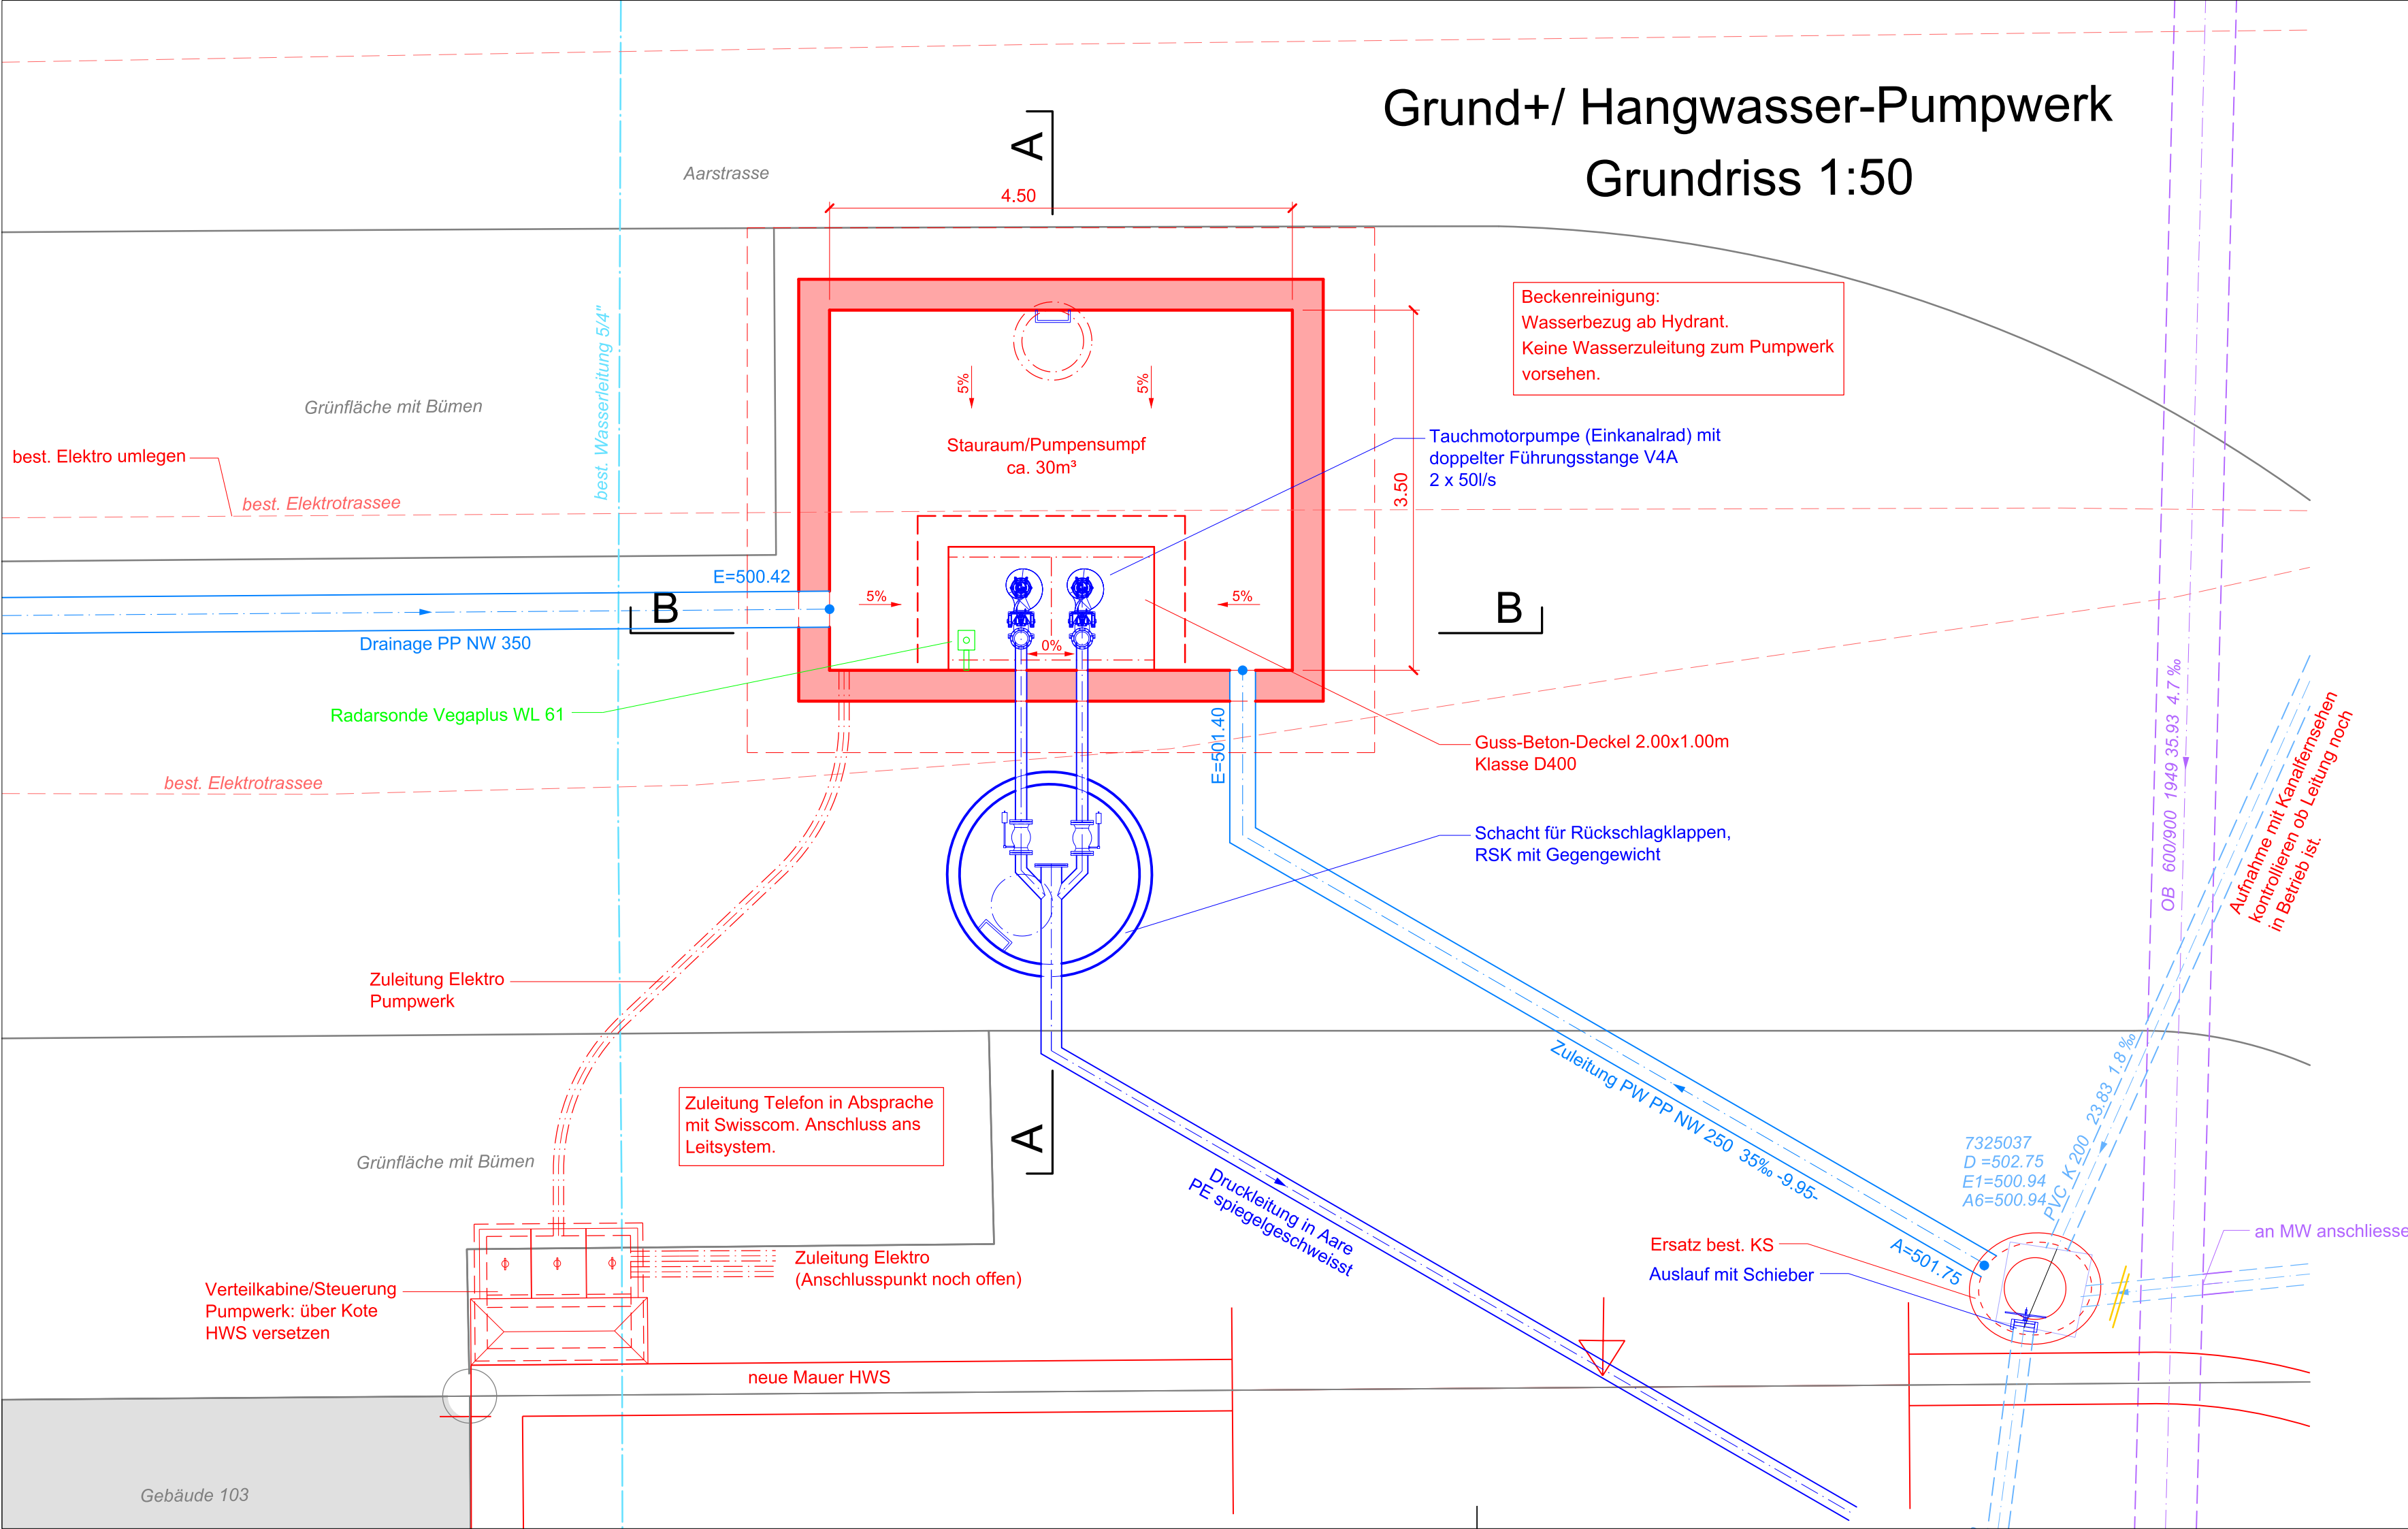 Grund+/ Hangwasser-Pumpwerk
Grundriss 1:50
A
Aarstrasse
4.50
Beckenreinigung:
Wasserbezug ab Hydrant.
Keine Wasserzuleitung zum Pumpwerk
vorsehen.
best. Wasserleitung 5/4"
Grünfläche mit Bümen
5%
5%
Stauraum/Pumpensumpf
ca. 30m³
Tauchmotorpumpe (Einkanalrad) mit
doppelter Führungsstange V4A
2 x 50l/s
3.50
best. Elektro umlegen
best. Elektrotrassee
E=500.42
B
5%
5%
B
Drainage PP NW 350
0%
Radarsonde Vegaplus WL 61
E=501.40
Guss-Beton-Deckel 2.00x1.00m
Klasse D400
best. Elektrotrassee
Schacht für Rückschlagklappen,
RSK mit Gegengewicht
OB 600/900 1949 35.93 4.7 ‰
Aufnahme mit Kanalfernsehen
kontrollieren ob Leitung noch
in Betrieb ist.
Zuleitung Elektro
Pumpwerk
Zuleitung PW PP NW 250 35‰ -9.95-
PVC K 200 23.83 1.8 ‰
Zuleitung Telefon in Absprache
mit Swisscom. Anschluss ans
Leitsystem.
A
Grünfläche mit Bümen
7325037
D =502.75
E1=500.94
A6=500.94
Druckleitung in Aare
PE spiegelgeschweisst
an MW anschliesse
Ersatz best. KS
Auslauf mit Schieber
A=501.75
Zuleitung Elektro
(Anschlusspunkt noch offen)
Verteilkabine/Steuerung
Pumpwerk: über Kote
HWS versetzen
neue Mauer HWS
Gebäude 103